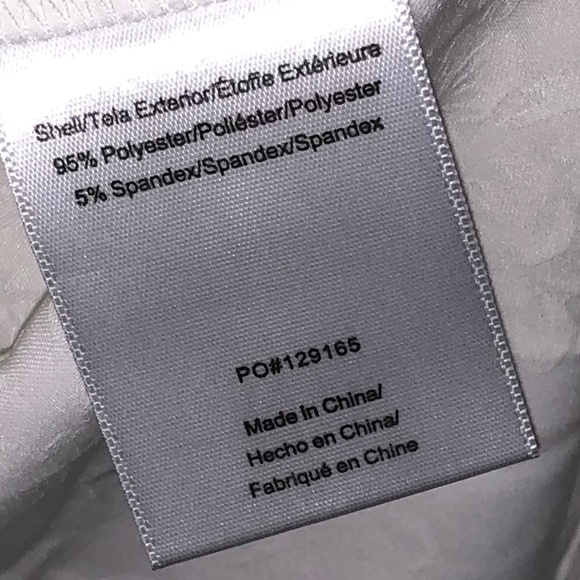 Shell/Tela Exterior/Étoffe Extérieure
95% Polyester/Poliéster/Polyester
5% Spandex/Spandex/Spandex
PO#129165
Made In China/
Hecho en China/
Fabriqué en Chine